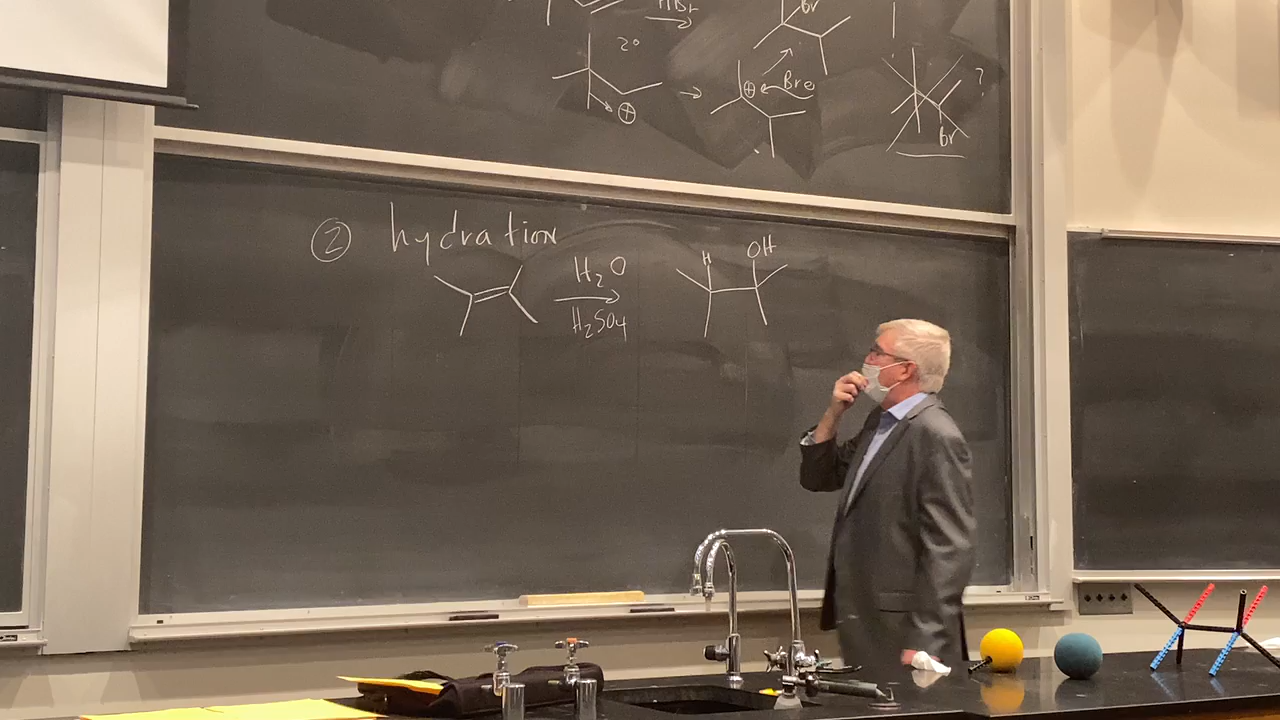 HBr
Br
2°
⊕
→
⊕
Br⊖
Br
?
② hydration
H₂O
H₂SO₄
H
OH